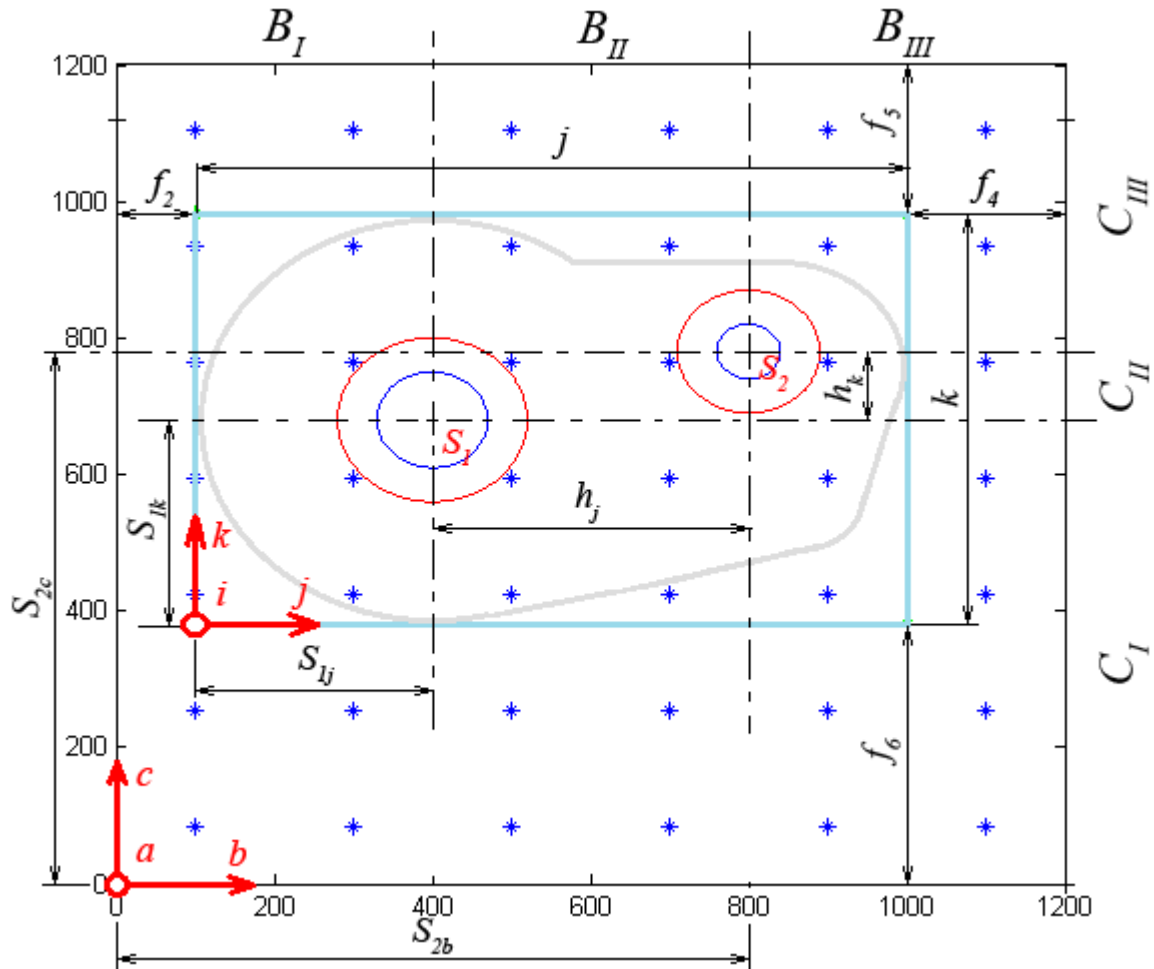 B_I B_II B_III
1200
f_5
j
f_2 f_4
1000
C_III
800
S_2
h_k
C_II
k
S_1
600
h_j
S_1k
k
i j
S_2c
400
S_1j
C_I
f_6
200
c
a b
0
0 200 400 600 800 1000 1200
S_2b